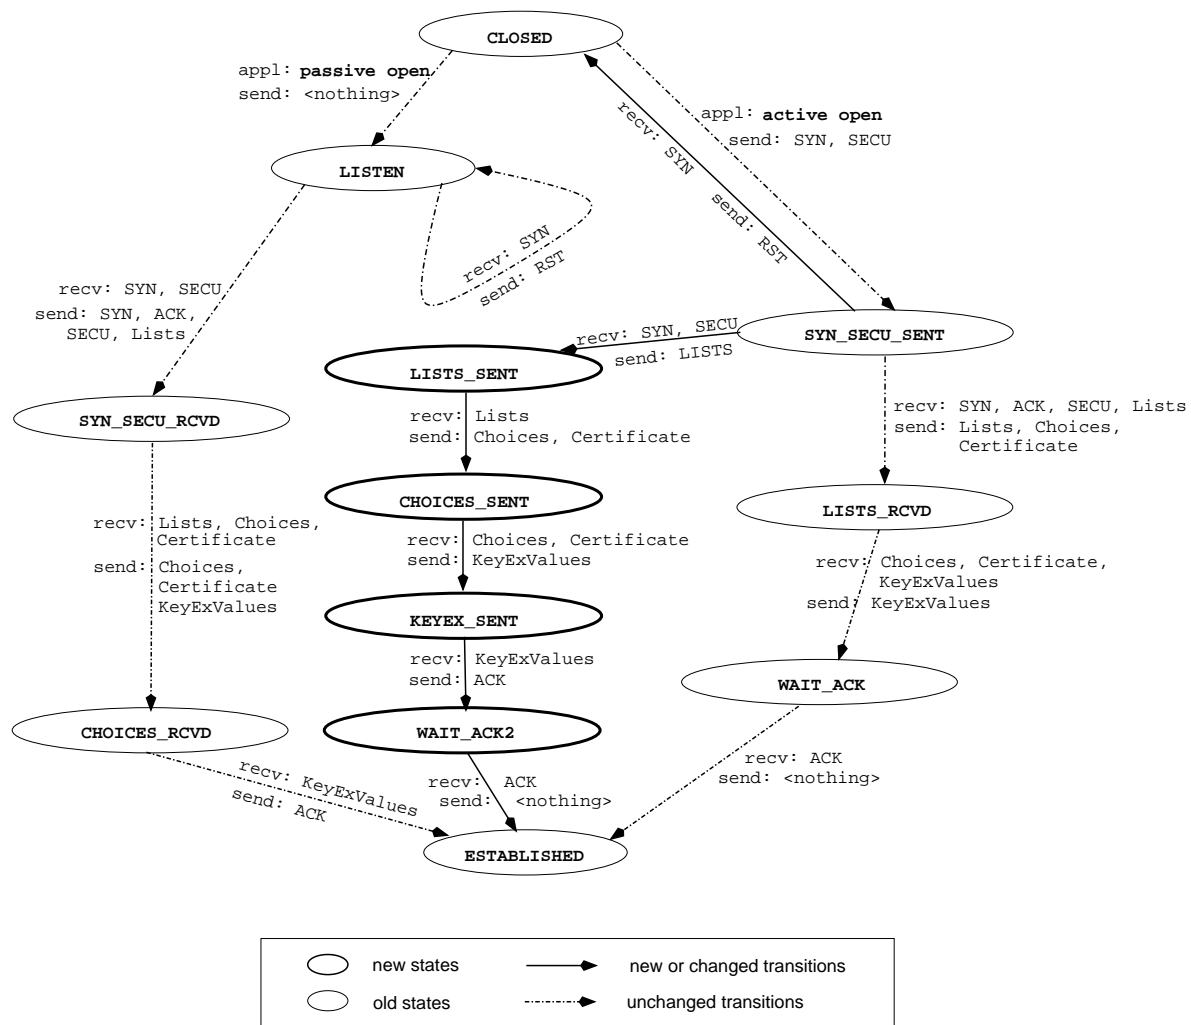 CLOSED
appl: passive open
send: <nothing>
appl: active open
send: SYN, SECU
recv: SYN
send: RST
LISTEN
recv: SYN
send: RST
recv: SYN, SECU
send: SYN, ACK,
SECU, Lists
SYN_SECU_SENT
recv: SYN, SECU
send: LISTS
LISTS_SENT
SYN_SECU_RCVD
recv: Lists
send: Choices, Certificate
recv: SYN, ACK, SECU, Lists
send: Lists, Choices,
Certificate
CHOICES_SENT
LISTS_RCVD
recv: Lists, Choices,
Certificate
send: Choices,
Certificate
KeyExValues
recv: Choices, Certificate
send: KeyExValues
recv: Choices, Certificate,
KeyExValues
send: KeyExValues
KEYEX_SENT
recv: KeyExValues
send: ACK
WAIT_ACK
CHOICES_RCVD
WAIT_ACK2
recv: KeyExValues
send: ACK
recv: ACK
send: <nothing>
recv: ACK
send: <nothing>
ESTABLISHED
new states
new or changed transitions
old states
unchanged transitions